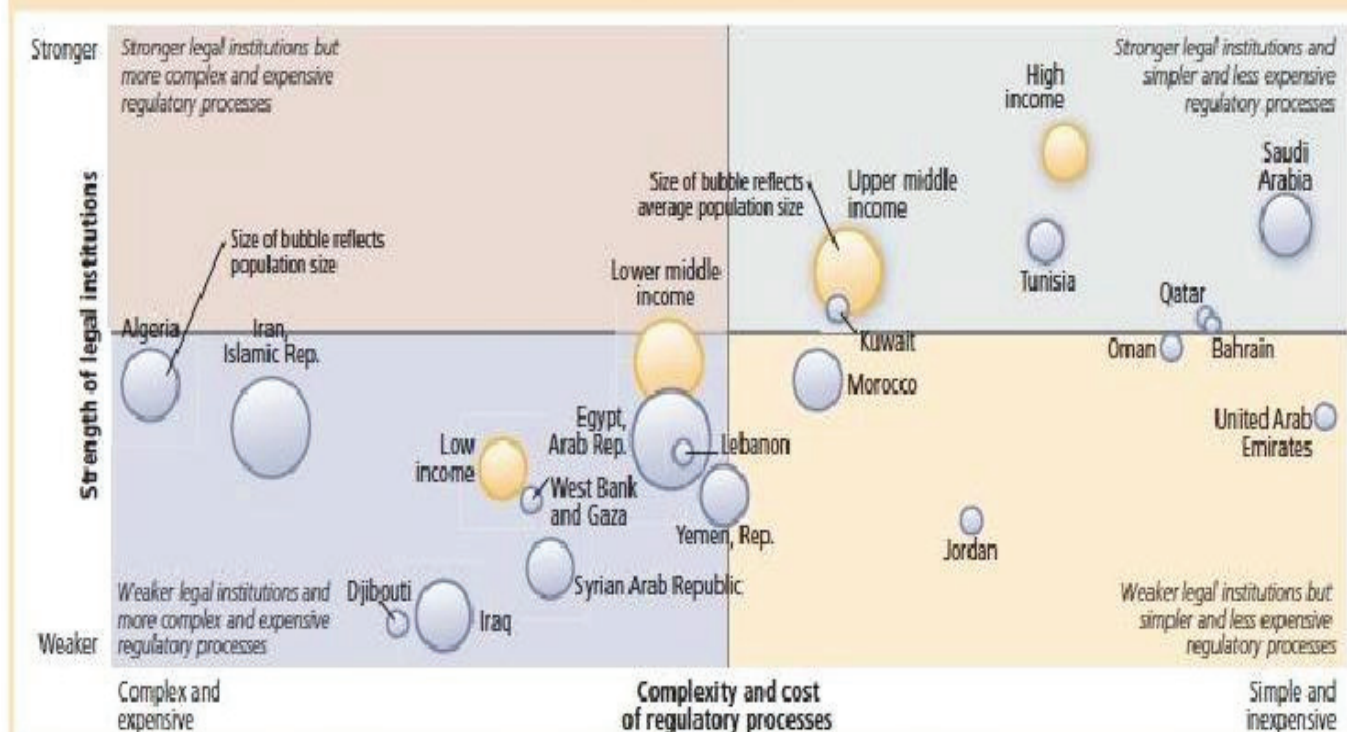 Stronger
Stronger legal institutions but
more complex and expensive
regulatory processes
Stronger legal institutions and
simpler and less expensive
regulatory processes
High
income
Saudi
Arabia
Size of bubble reflects
average population size
Upper middle
income
Size of bubble reflects
population size
Lower middle
income
Tunisia
Qatar
Algeria
Iran,
Islamic Rep.
Kuwait
Oman
Bahrain
Morocco
Strength of legal institutions
Egypt,
Arab Rep.
Lebanon
United Arab
Emirates
Low
income
West Bank
and Gaza
Yemen, Rep.
Jordan
Syrian Arab Republic
Djibouti
Iraq
Weaker legal institutions and
more complex and expensive
regulatory processes
Weaker legal institutions but
simpler and less expensive
regulatory processes
Weaker
Complex and
expensive
Complexity and cost
of regulatory processes
Simple and
inexpensive